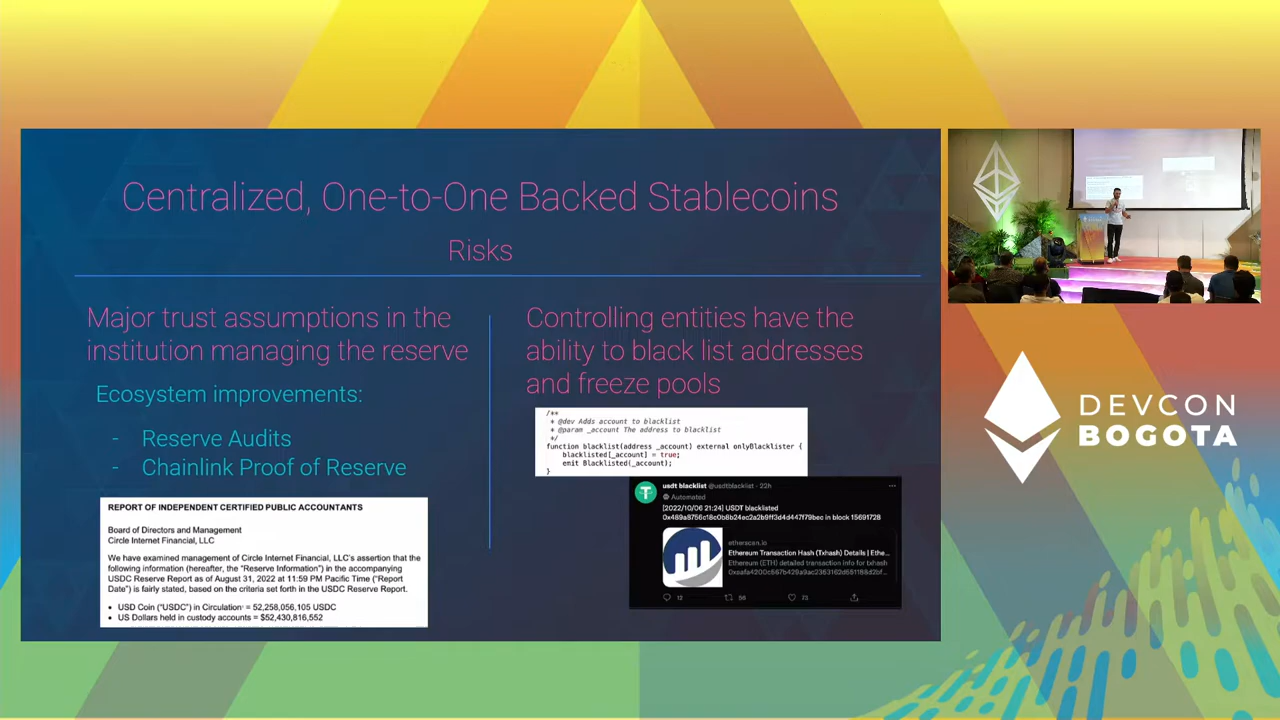 Centralized, One-to-One Backed Stablecoins
Risks
Major trust assumptions in the
institution managing the reserve
Ecosystem improvements:
- Reserve Audits
- Chainlink Proof of Reserve
REPORT OF INDEPENDENT CERTIFIED PUBLIC ACCOUNTANTS
Board of Directors and Management
Circle Internet Financial, LLC
We have examined management of Circle Internet Financial, LLC's assertion that the
following information (hereafter, the "Reserve Information") in the accompanying
USDC Reserve Report as of August 31, 2022 at 11:59 PM Pacific Time ("Report
Date") is fairly stated, based on the criteria set forth in the USDC Reserve Report.
• USD Coin ("USDC") in Circulation = 52,258,056,105 USDC
• US Dollars held in custody accounts = $52,430,816,552
Controlling entities have the
ability to black list addresses
and freeze pools
/**
* @dev Adds account to blacklist
* @param _account The address to blacklist
*/
function blacklist(address _account) external onlyBlacklister {
blacklisted[_account] = true;
emit Blacklisted(_account);
}
usdt blacklist @usdtblacklist · 22h
Automated
[2022/10/06 21:24] USDT blacklisted
in block 15691728
etherscan.io
Ethereum Transaction Hash (Txhash) Details | Ethe...
Ethereum (ETH) detailed transaction info for txhash
12 56 73
DEVCON
BOGOTA